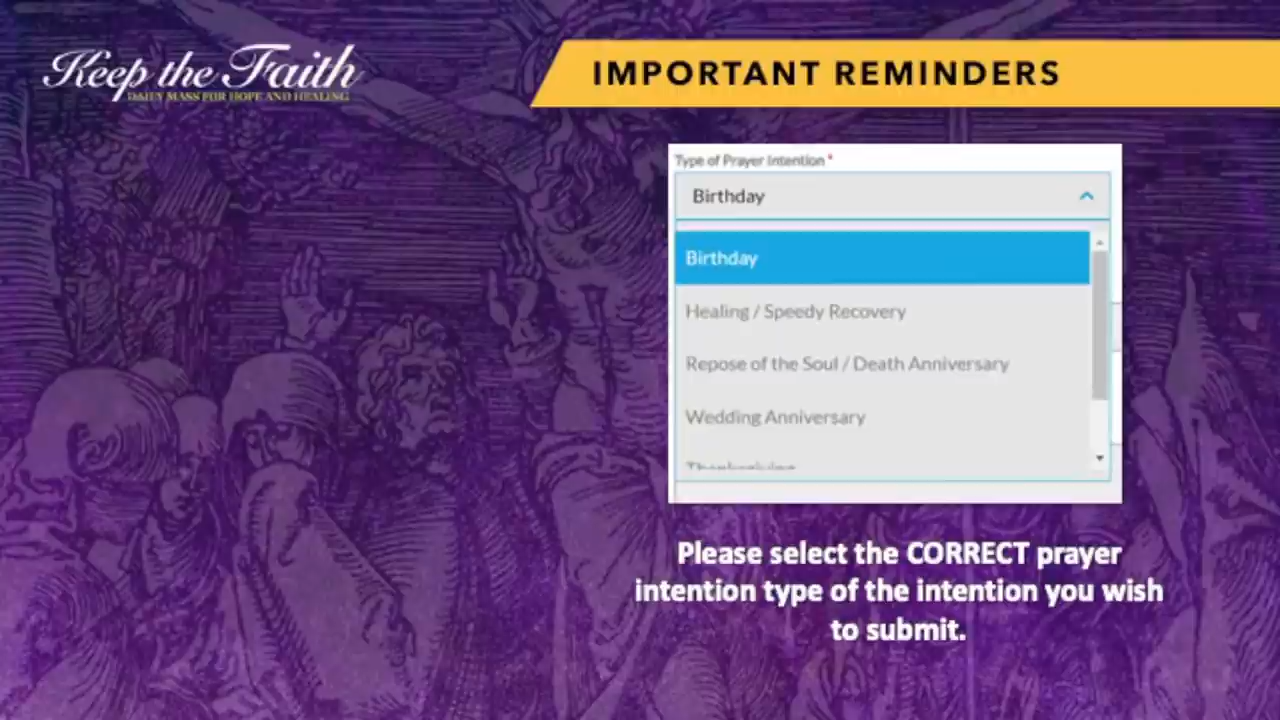 Keep the Faith
DAILY MASS FOR HOPE AND HEALING
IMPORTANT REMINDERS
Type of Prayer Intention *
Birthday
Birthday
Healing / Speedy Recovery
Repose of the Soul / Death Anniversary
Wedding Anniversary
Thanksgiving
Please select the CORRECT prayer
intention type of the intention you wish
to submit.